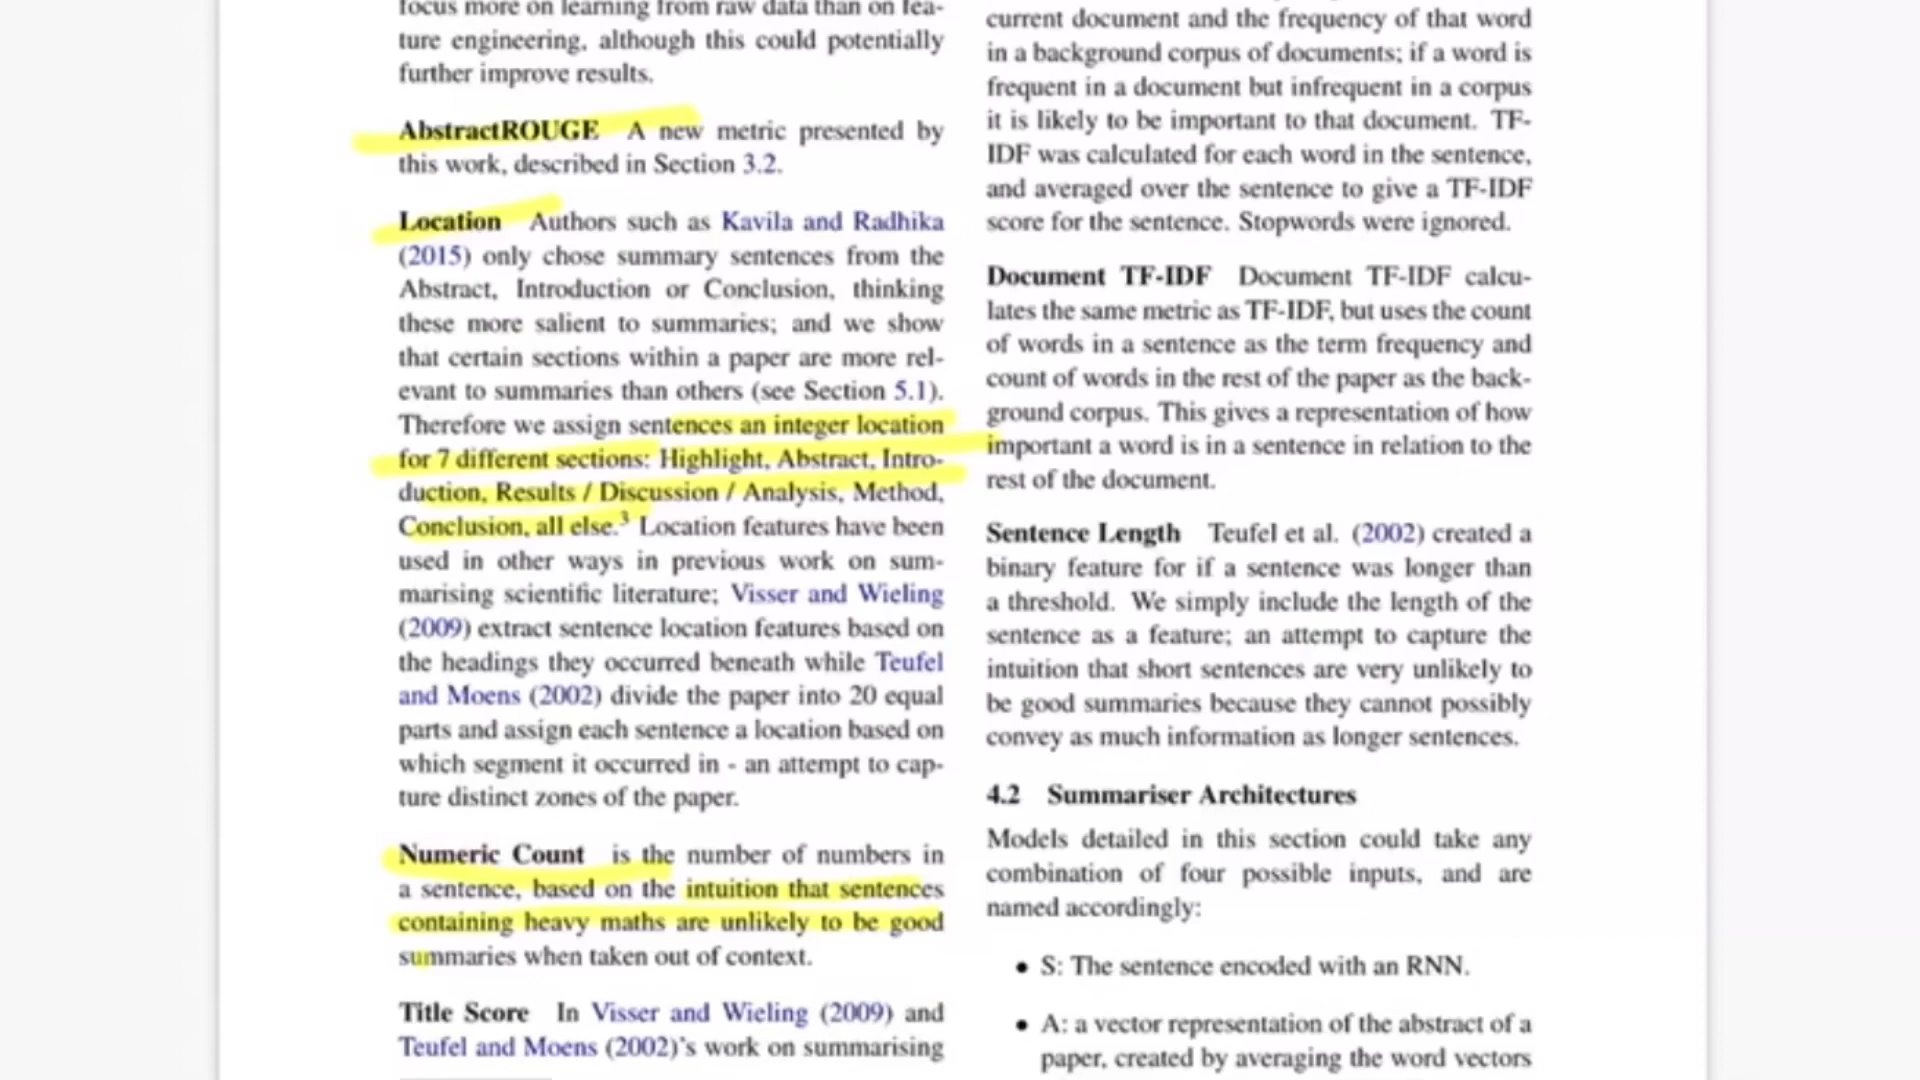 focus more on learning from raw data than on fea-
ture engineering, although this could potentially
further improve results.
AbstractROUGE A new metric presented by
this work, described in Section 3.2.
Location Authors such as Kavila and Radhika
(2015) only chose summary sentences from the
Abstract, Introduction or Conclusion, thinking
these more salient to summaries; and we show
that certain sections within a paper are more rel-
evant to summaries than others (see Section 5.1).
Therefore we assign sentences an integer location
for 7 different sections: Highlight, Abstract, Intro-
duction, Results / Discussion / Analysis, Method,
Conclusion, all else.3 Location features have been
used in other ways in previous work on sum-
marising scientific literature; Visser and Wieling
(2009) extract sentence location features based on
the headings they occurred beneath while Teufel
and Moens (2002) divide the paper into 20 equal
parts and assign each sentence a location based on
which segment it occurred in - an attempt to cap-
ture distinct zones of the paper.
Numeric Count is the number of numbers in
a sentence, based on the intuition that sentences
containing heavy maths are unlikely to be good
summaries when taken out of context.
Title Score In Visser and Wieling (2009) and
Teufel and Moens (2002)'s work on summarising
current document and the frequency of that word
in a background corpus of documents; if a word is
frequent in a document but infrequent in a corpus
it is likely to be important to that document. TF-
IDF was calculated for each word in the sentence,
and averaged over the sentence to give a TF-IDF
score for the sentence. Stopwords were ignored.
Document TF-IDF Document TF-IDF calcu-
lates the same metric as TF-IDF, but uses the count
of words in a sentence as the term frequency and
count of words in the rest of the paper as the back-
ground corpus. This gives a representation of how
important a word is in a sentence in relation to the
rest of the document.
Sentence Length Teufel et al. (2002) created a
binary feature for if a sentence was longer than
a threshold. We simply include the length of the
sentence as a feature; an attempt to capture the
intuition that short sentences are very unlikely to
be good summaries because they cannot possibly
convey as much information as longer sentences.
4.2 Summariser Architectures
Models detailed in this section could take any
combination of four possible inputs, and are
named accordingly:
• S: The sentence encoded with an RNN.
• A: a vector representation of the abstract of a
paper, created by averaging the word vectors